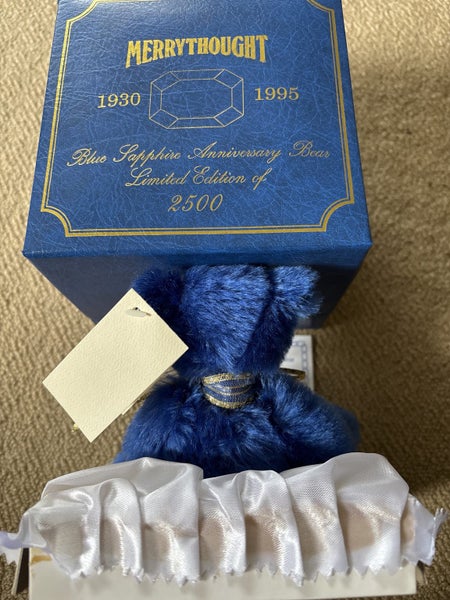 MERRYTHOUGHT
1930 1995
Blue Sapphire Anniversary Bear
Limited Edition of
2500